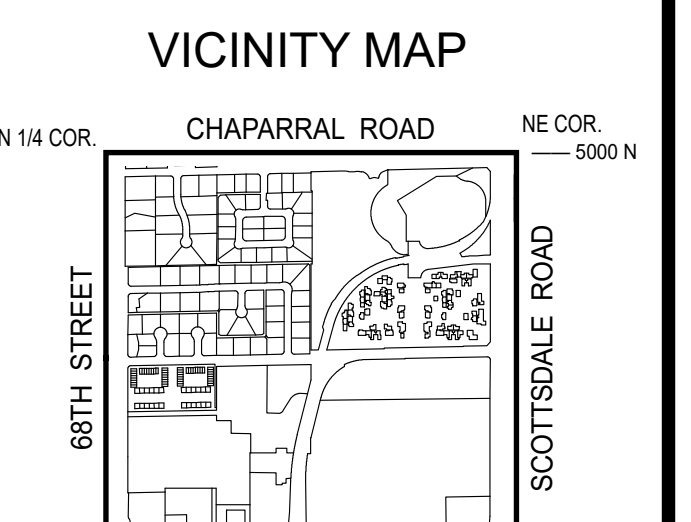 VICINITY MAP
CHAPARRAL ROAD
N 1/4 COR.
NE COR.
5000 N
68TH STREET
SCOTTSDALE ROAD